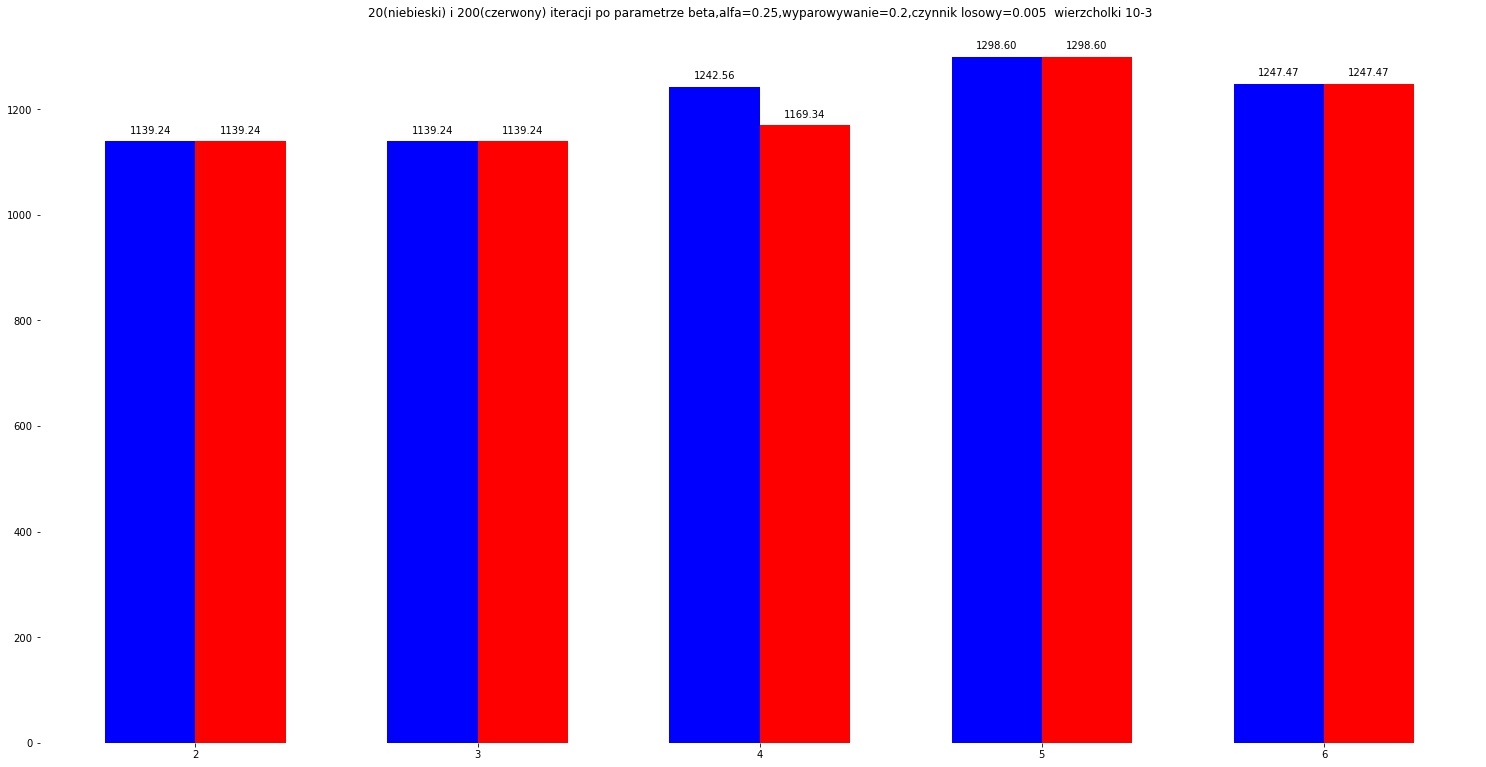 20(niebieski) i 200(czerwony) iteracji po parametrze beta,alfa=0.25,wyparowywanie=0.2,czynnik losowy=0.005  wierzcholki 10-3
1298.60 1298.60
1242.56 1247.47 1247.47
1169.34
1139.24 1139.24 1139.24 1139.24
1200
1000
800
600
400
200
0
2 3 4 5 6